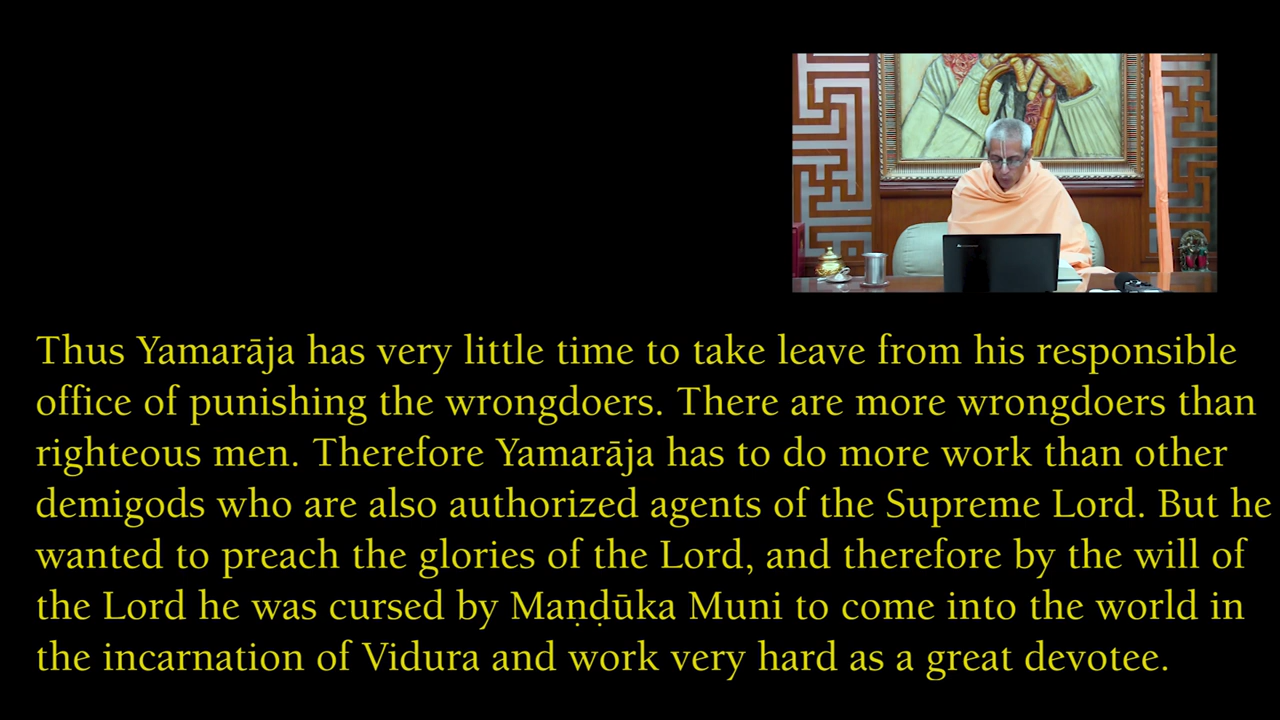 Thus Yamarāja has very little time to take leave from his responsible
office of punishing the wrongdoers. There are more wrongdoers than
righteous men. Therefore Yamarāja has to do more work than other
demigods who are also authorized agents of the Supreme Lord. But he
wanted to preach the glories of the Lord, and therefore by the will of
the Lord he was cursed by Maṇḍūka Muni to come into the world in
the incarnation of Vidura and work very hard as a great devotee.